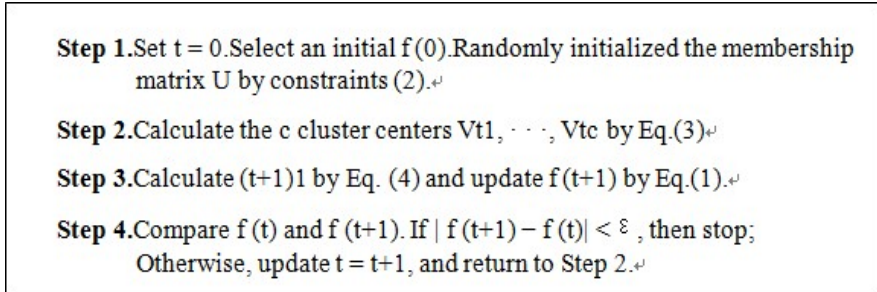 Step 1.Set t = 0.Select an initial f (0).Randomly initialized the membership
matrix U by constraints (2).↵
Step 2.Calculate the c cluster centers Vt1, · · ·, Vtc by Eq.(3)↵
Step 3.Calculate (t+1)1 by Eq. (4) and update f (t+1) by Eq.(1).↵
Step 4.Compare f (t) and f (t+1). If | f (t+1) − f (t)| < ε , then stop;
Otherwise, update t = t+1, and return to Step 2.↵